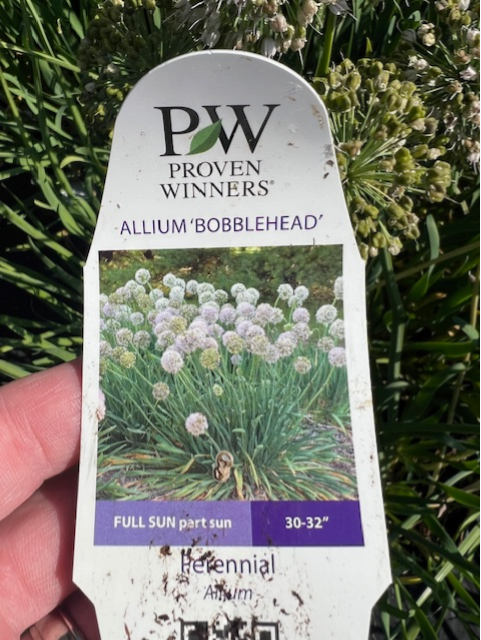 PW
PROVEN
WINNERS®
ALLIUM 'BOBBLEHEAD'
FULL SUN part sun 30-32"
Perennial
Allium